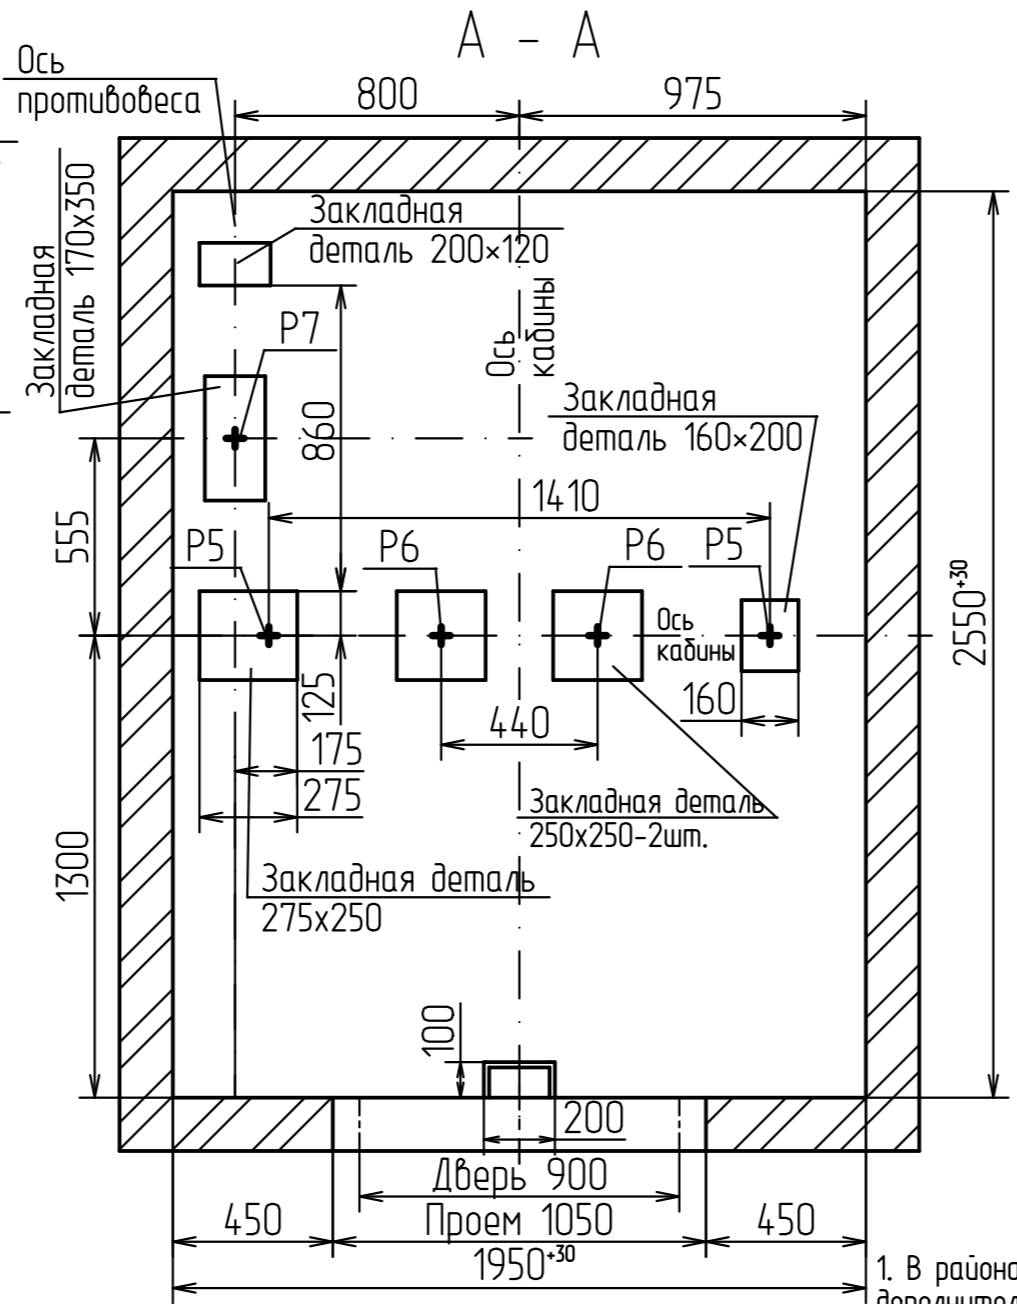 А - А
Ось
противовеса
800
975
Закладная
деталь 170х350
Закладная
деталь 200×120
Ось
кабины
Р7
860
Закладная
деталь 160×200
1410
555
Р5
Р6
Р6
Р5
Ось
кабины
2550+30
125
160
440
175
275
Закладная деталь
250х250-2шт.
1300
Закладная деталь
275х250
100
200
Дверь 900
450
Проем 1050
450
1950+30
1. В района